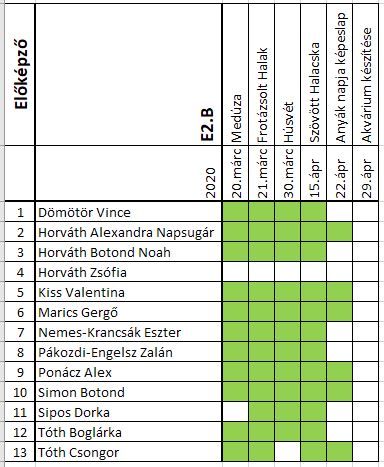 Előképző
E2.B
2020
20.márc Medúza
21.márc Frotázsolt Halak
30.márc Húsvét
15.ápr Szövött Halacska
22.ápr Anyák napja képeslap
29.ápr Akvárium készítése
1 Dömötör Vince
2 Horváth Alexandra Napsugár
3 Horváth Botond Noah
4 Horváth Zsófia
5 Kiss Valentina
6 Marics Gergő
7 Nemes-Krancsák Eszter
8 Pákozdi-Engelsz Zalán
9 Ponácz Alex
10 Simon Botond
11 Sipos Dorka
12 Tóth Boglárka
13 Tóth Csongor